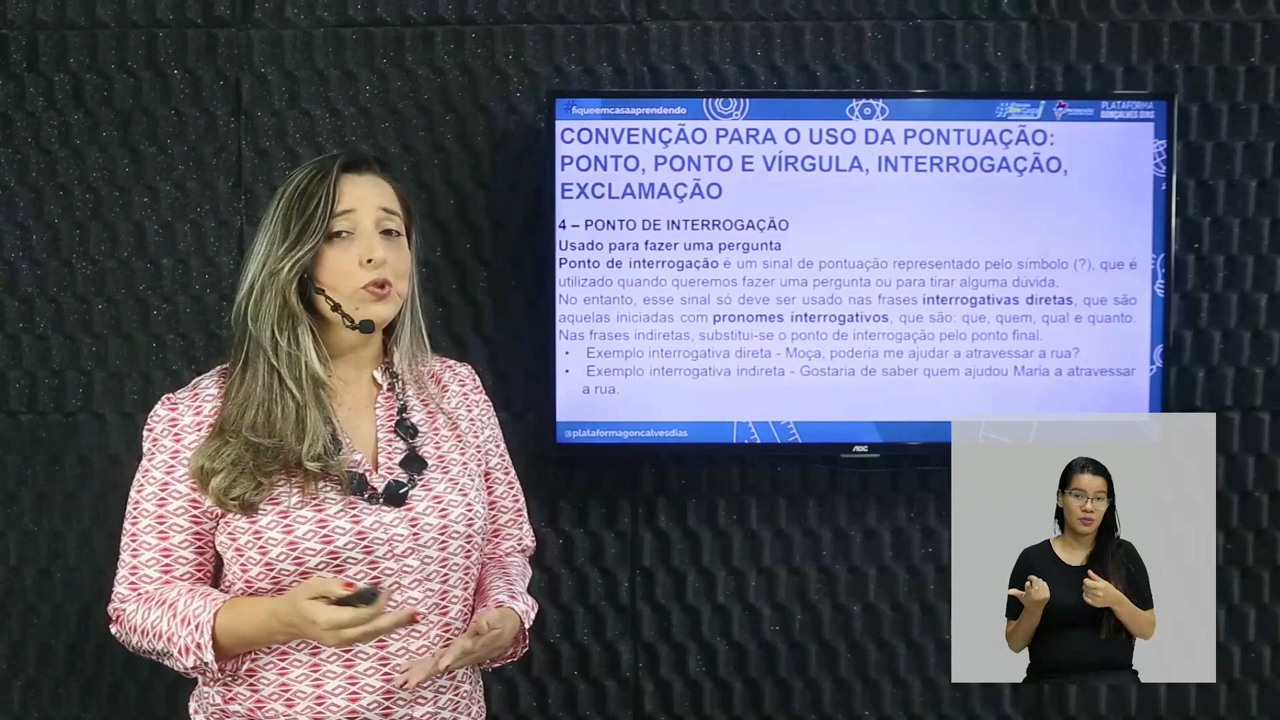 #fiqueemcasaaprendendo
PLATAFORMA
GONÇALVES DIAS
CONVENÇÃO PARA O USO DA PONTUAÇÃO:
PONTO, PONTO E VÍRGULA, INTERROGAÇÃO,
EXCLAMAÇÃO
4 – PONTO DE INTERROGAÇÃO
Usado para fazer uma pergunta
Ponto de interrogação é um sinal de pontuação representado pelo símbolo (?), que é
utilizado quando queremos fazer uma pergunta ou para tirar alguma dúvida.
No entanto, esse sinal só deve ser usado nas frases interrogativas diretas, que são
aquelas iniciadas com pronomes interrogativos, que são: que, quem, qual e quanto.
Nas frases indiretas, substitui-se o ponto de interrogação pelo ponto final.
• Exemplo interrogativa direta - Moça, poderia me ajudar a atravessar a rua?
• Exemplo interrogativa indireta - Gostaria de saber quem ajudou Maria a atravessar
a rua.
@plataformagoncalvesdias
AOC